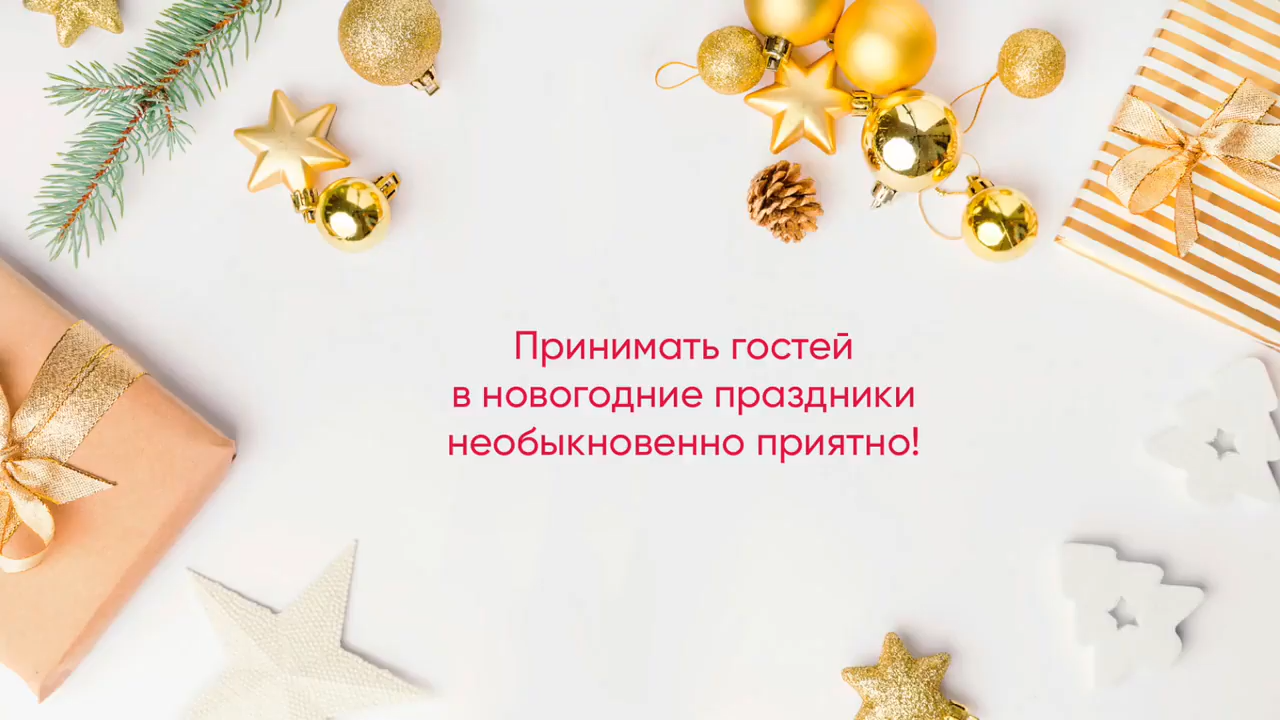 Принимать гостей
в новогодние праздники
необыкновенно приятно!